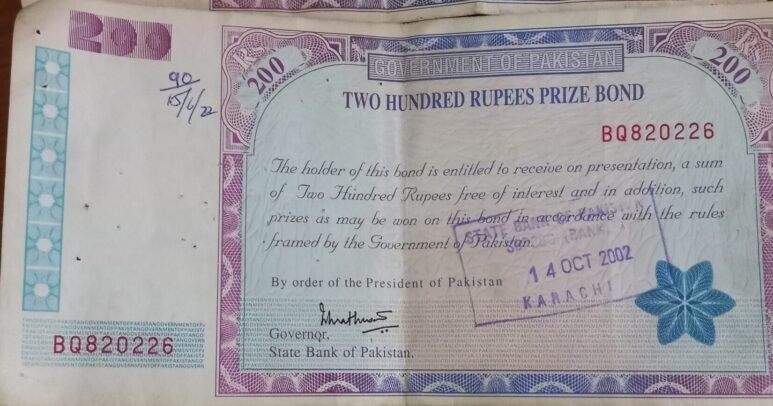 200
90
15/6/22
Rs
200
GOVERNMENT OF PAKISTAN
Rs
200
TWO HUNDRED RUPEES PRIZE BOND
BQ820226
The holder of this bond is entitled to receive on presentation, a sum
of Two Hundred Rupees free of interest and in addition, such
prizes as may be won on this bond in accordance with the rules
framed by the Government of Pakistan.
STATE BANK OF PAKISTAN
14 OCT 2002
KARACHI
By order of the President of Pakistan
Governor,
State Bank of Pakistan.
BQ820226